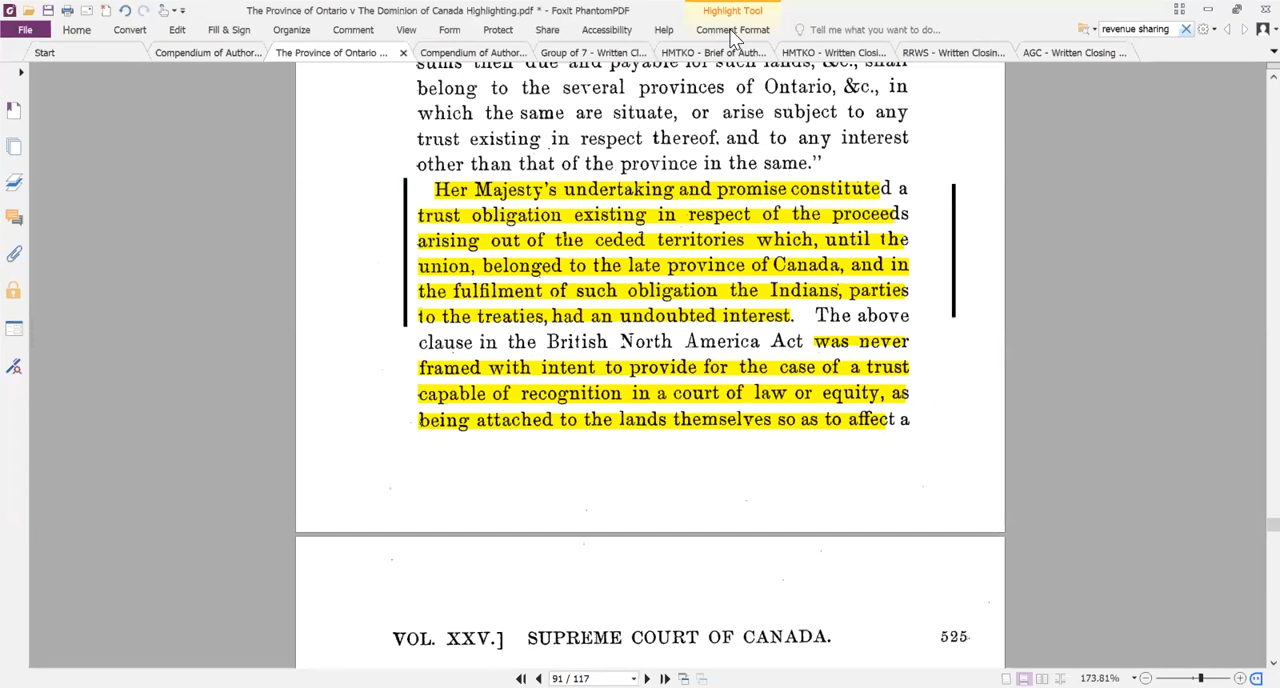 The Province of Ontario v The Dominion of Canada Highlighting.pdf * - Foxit PhantomPDF
Highlight Tool
File Home Convert Edit Fill & Sign Organize Comment View Form Protect Share Accessibility Help Comment Format Tell me what you want to do... revenue sharing
Start Compendium of Author... The Province of Ontario ... Compendium of Author... Group of 7 - Written Cl... HMTKO - Brief of Auth... HMTKO - Written Closi... RRWS - Written Closin... AGC - Written Closing ...
sums then due and payable for such lands, &c., shall
belong to the several provinces of Ontario, &c., in
which the same are situate, or arise subject to any
trust existing in respect thereof, and to any interest
other than that of the province in the same."
Her Majesty's undertaking and promise constituted a
trust obligation existing in respect of the proceeds
arising out of the ceded territories which, until the
union, belonged to the late province of Canada, and in
the fulfilment of such obligation the Indians, parties
to the treaties, had an undoubted interest. The above
clause in the British North America Act was never
framed with intent to provide for the case of a trust
capable of recognition in a court of law or equity, as
being attached to the lands themselves so as to affect a
VOL. XXV.] SUPREME COURT OF CANADA. 525
91 / 117 173.81%